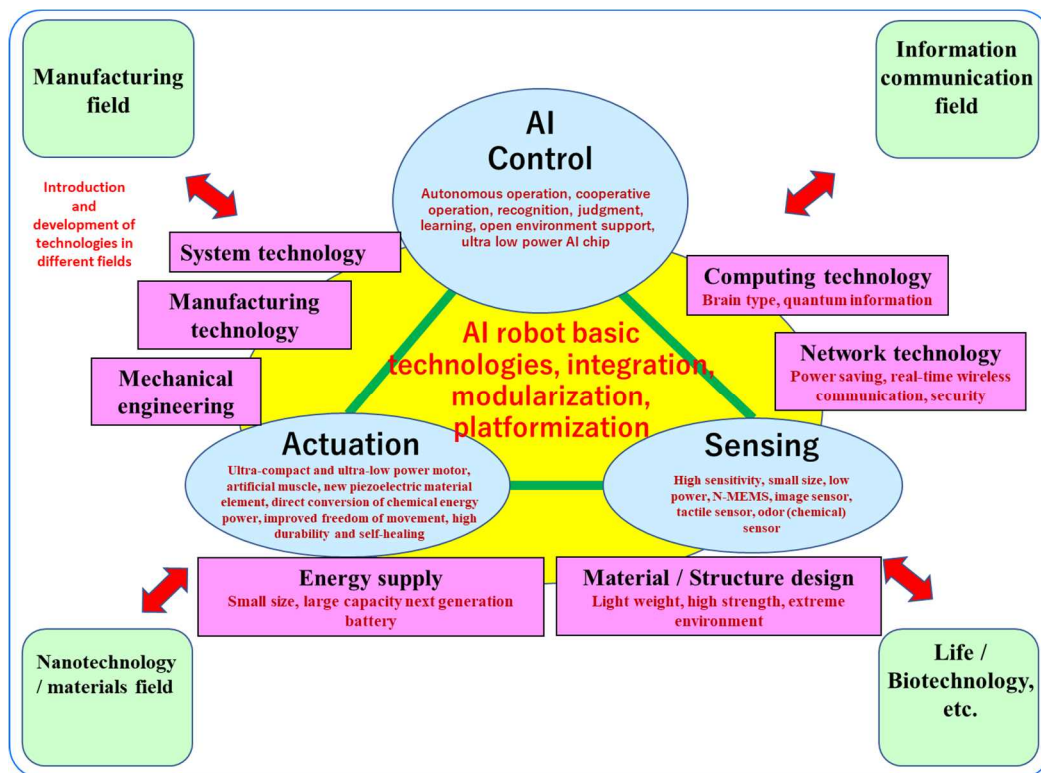 Manufacturing
field
Information
communication
field
AI
Control
Autonomous operation, cooperative
operation, recognition, judgment,
learning, open environment support,
ultra low power AI chip
Introduction
and
development of
technologies in
different fields
System technology
Manufacturing
technology
Mechanical
engineering
Computing technology
Brain type, quantum information
Network technology
Power saving, real-time wireless
communication, security
AI robot basic
technologies, integration,
modularization,
platformization
Actuation
Ultra-compact and ultra-low power motor,
artificial muscle, new piezoelectric material
element, direct conversion of chemical energy
power, improved freedom of movement, high
durability and self-healing
Sensing
High sensitivity, small size, low
power, N-MEMS, image sensor,
tactile sensor, odor (chemical)
sensor
Energy supply
Small size, large capacity next generation
battery
Material / Structure design
Light weight, high strength, extreme
environment
Nanotechnology
/ materials field
Life /
Biotechnology,
etc.